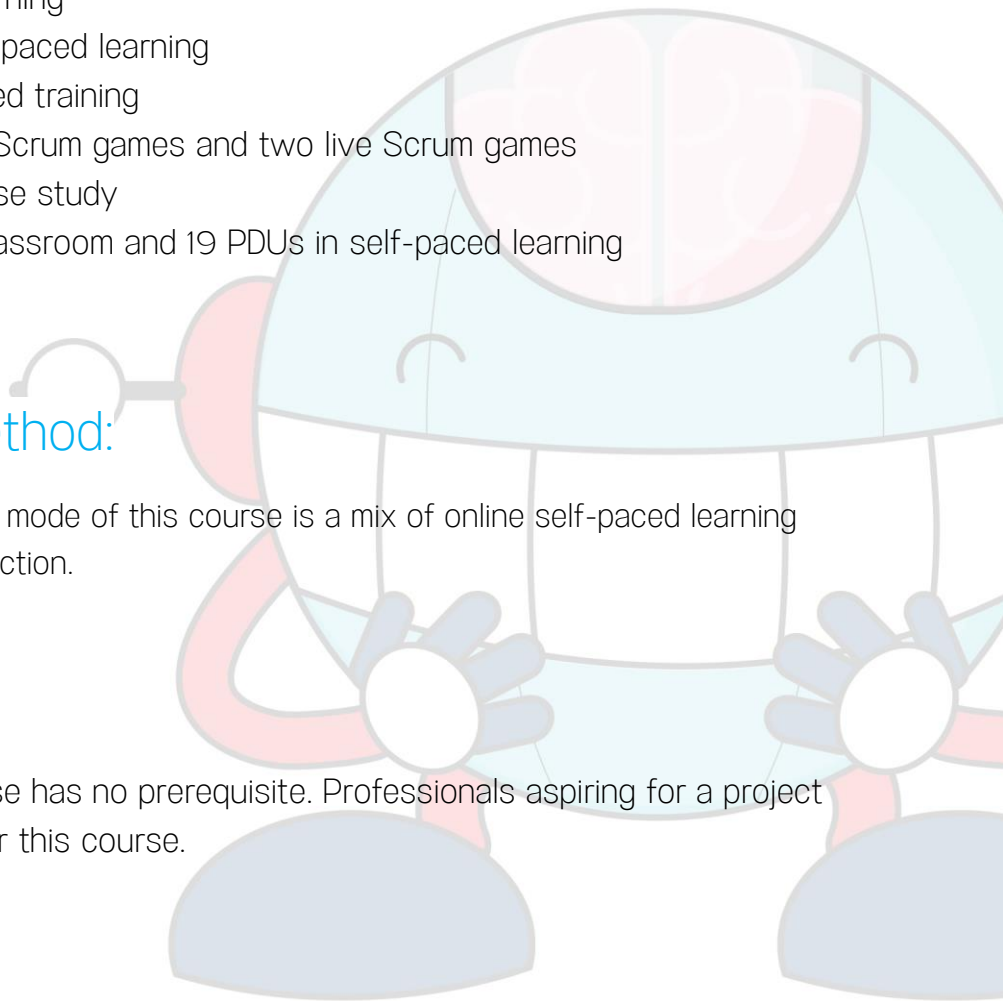 paced learning
ed training
Scrum games and two live Scrum games
se study
assroom and 19 PDUs in self-paced learning
thod:
mode of this course is a mix of online self-paced learning
ction.
se has no prerequisite. Professionals aspiring for a project
r this course.